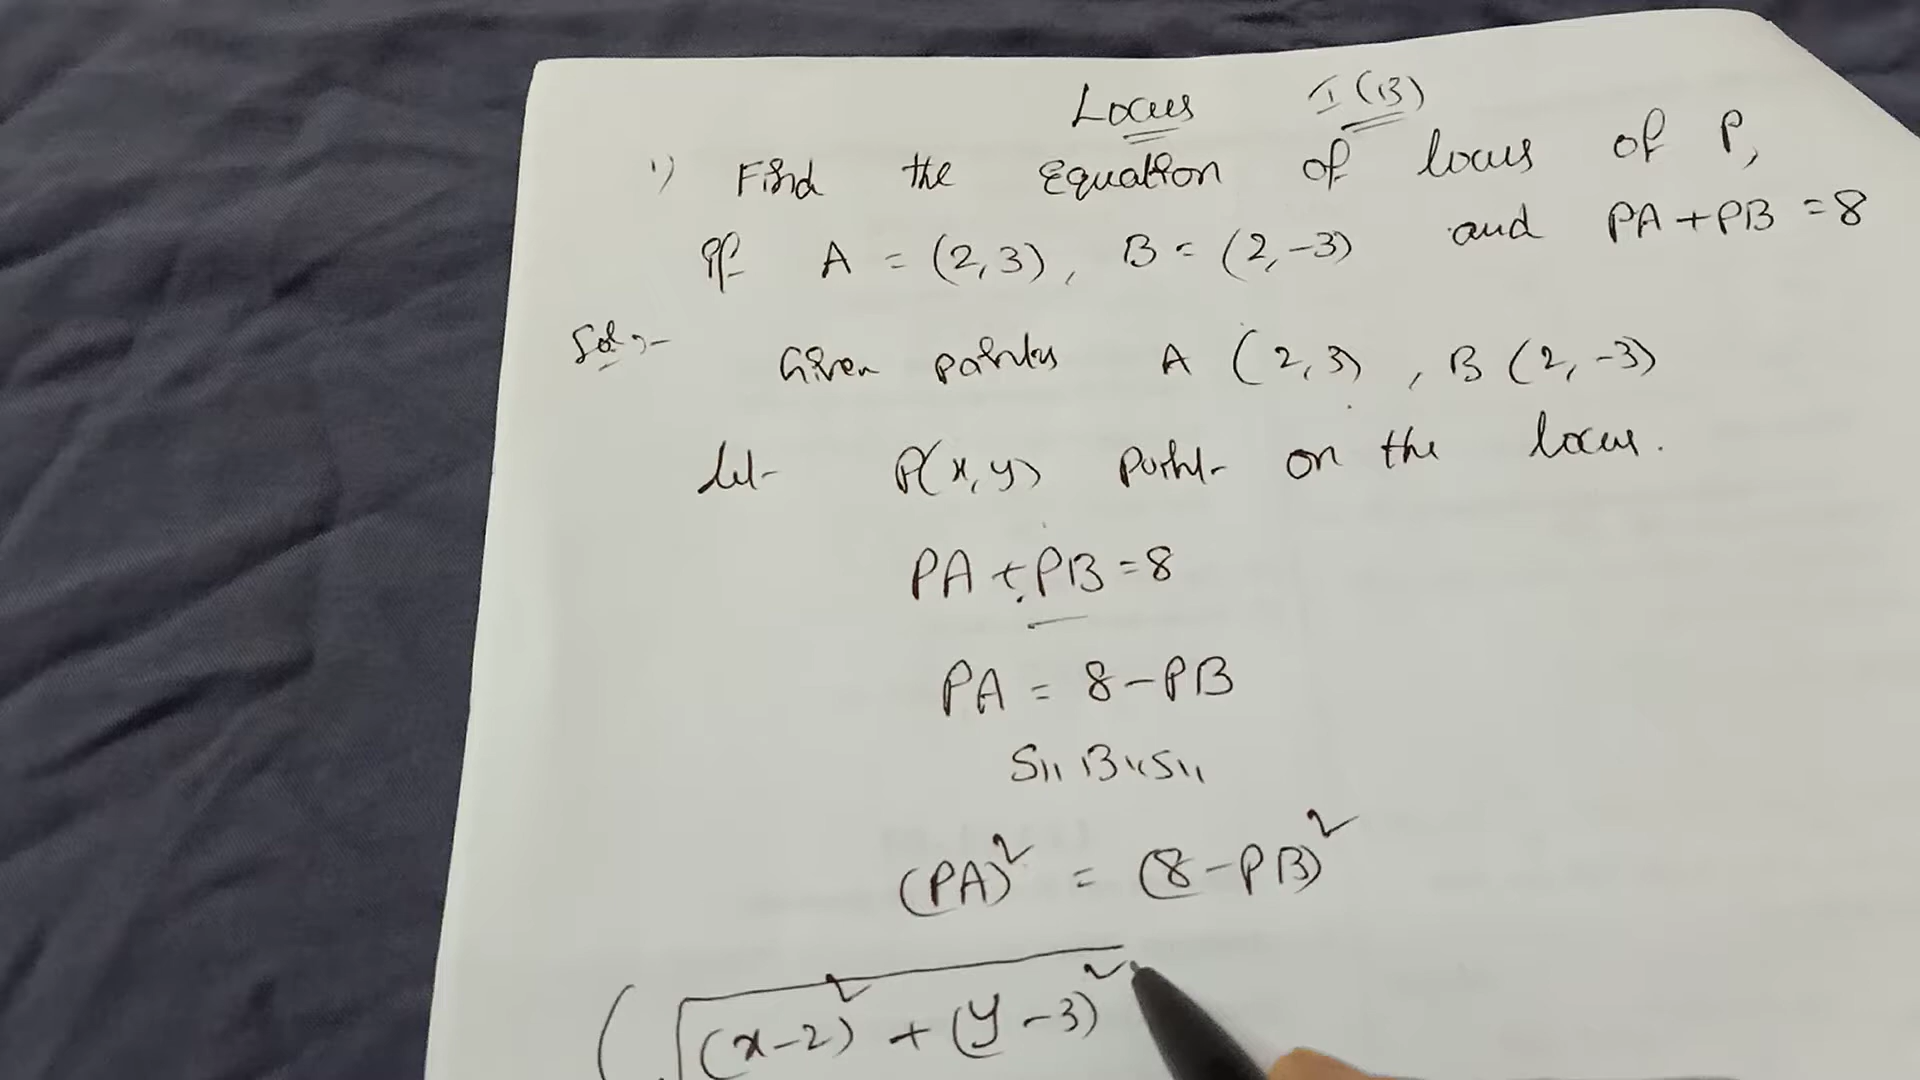 Locus I(B)
1) Find the Equation of locus of P,
if A = (2,3), B = (2,-3) and PA+PB = 8
Sol:- Given points A (2,3), B (2,-3)
let P(x,y) point on the locus.
PA + PB = 8
PA = 8-PB
S" B" S"
(PA)² = (8-PB)²
(√(x-2)² + (y-3)²